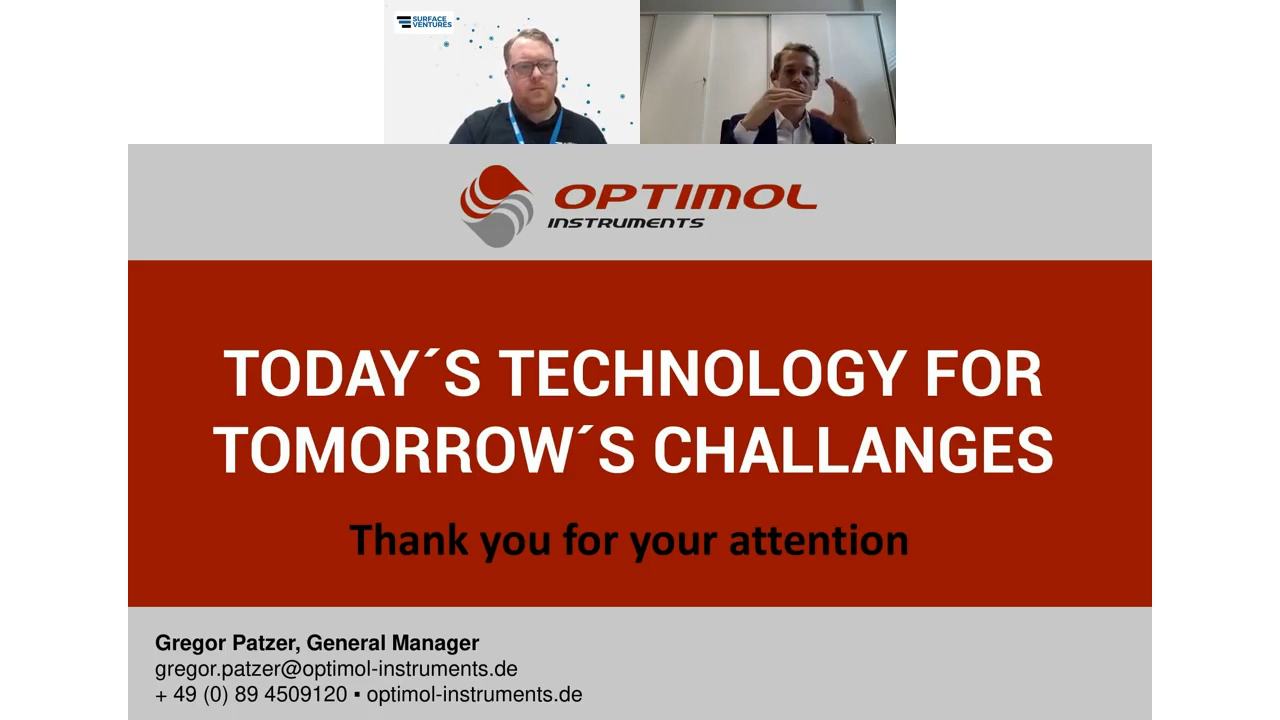 SURFACE
VENTURES
OPTIMOL
INSTRUMENTS
TODAY´S TECHNOLOGY FOR
TOMORROW´S CHALLANGES
Thank you for your attention
Gregor Patzer, General Manager
gregor.patzer@optimol-instruments.de
+ 49 (0) 89 4509120 ▪ optimol-instruments.de